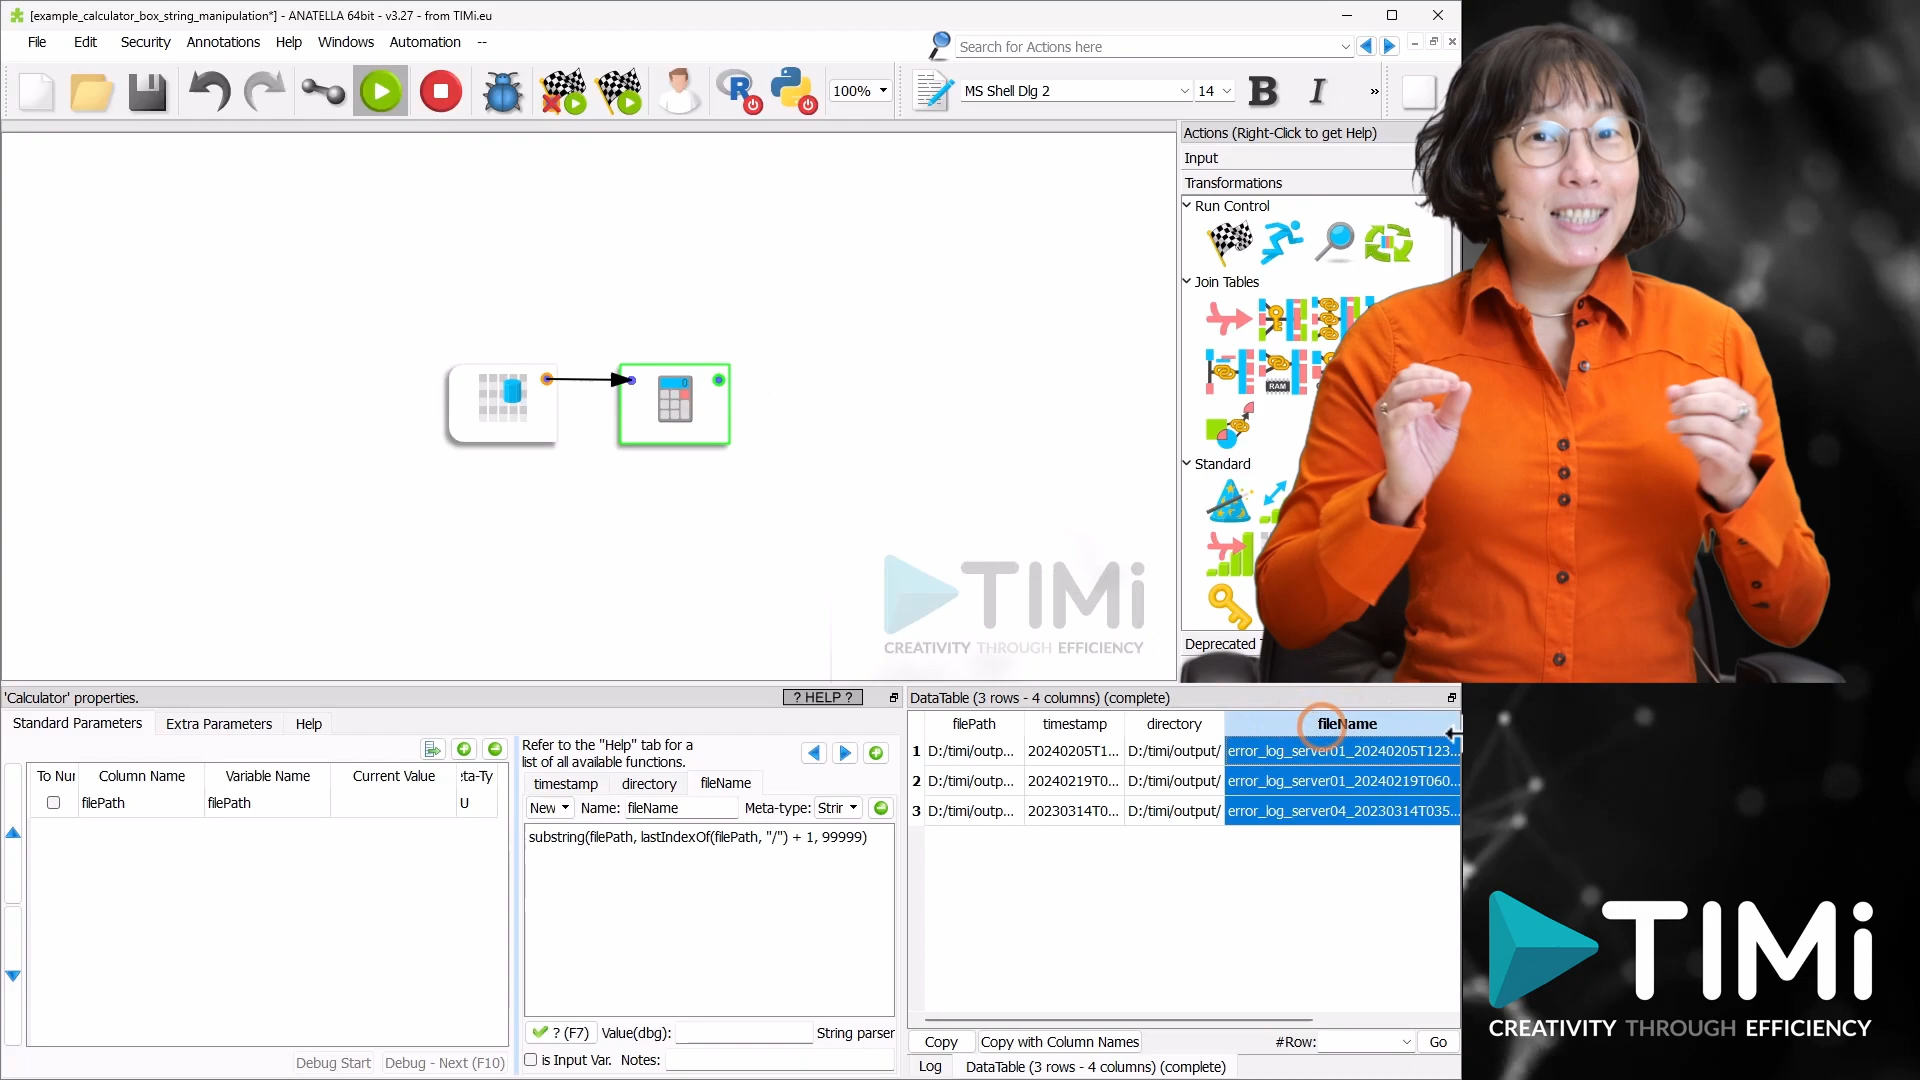 [example_calculator_box_string_manipulation*] - ANATELLA 64bit - v3.27 - from TIMi.eu
File Edit Security Annotations Help Windows Automation --
Search for Actions here
100%
MS Shell Dlg 2
14
B I »
Actions (Right-Click to get Help)
Input
Transformations
Run Control
Join Tables
RAM
Standard
Deprecated
TIMi
CREATIVITY THROUGH EFFICIENCY
'Calculator' properties.
? HELP ?
Standard Parameters Extra Parameters Help
To Nur Column Name Variable Name Current Value :ta-Ty
filePath filePath U
Debug Start Debug - Next (F10)
Refer to the "Help" tab for a
list of all available functions.
timestamp directory fileName
New Name: fileName Meta-type: Strir
substring(filePath, lastIndexOf(filePath, "/") + 1, 99999)
? (F7) Value(dbg): String parser
is Input Var. Notes:
DataTable (3 rows - 4 columns) (complete)
filePath timestamp directory fileName
1 D:/timi/outp... 20240205T1... D:/timi/output/ error_log_server01_20240205T123...
2 D:/timi/outp... 20240219T0... D:/timi/output/ error_log_server01_20240219T060...
3 D:/timi/outp... 20230314T0... D:/timi/output/ error_log_server04_20230314T035...
Copy Copy with Column Names #Row: Go
Log DataTable (3 rows - 4 columns) (complete)
TIMi
CREATIVITY THROUGH EFFICIENCY